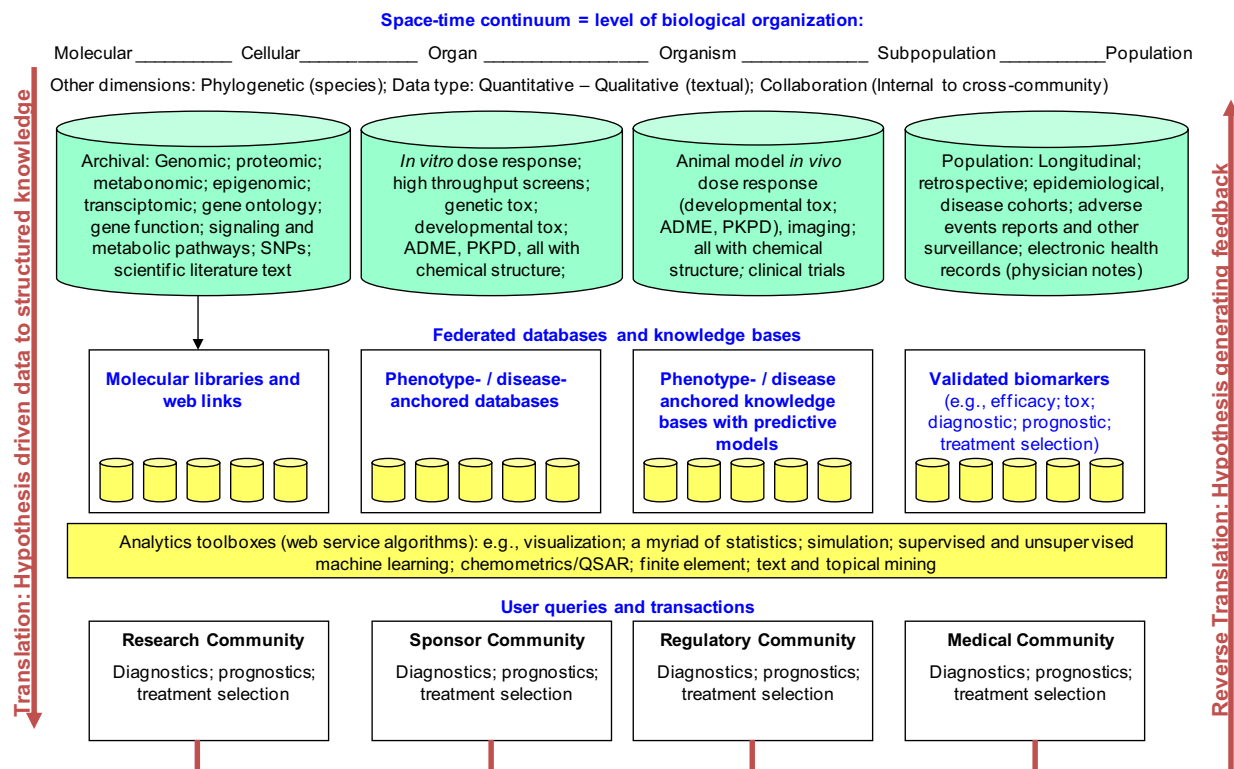 Space-time continuum = level of biological organization:
Molecular __________ Cellular____________ Organ ________________ Organism _____________ Subpopulation ___________Population
Other dimensions: Phylogenetic (species); Data type: Quantitative – Qualitative (textual); Collaboration (Internal to cross-community)
Translation: Hypothesis driven data to structured knowledge
Reverse Translation: Hypothesis generating feedback
Archival: Genomic; proteomic;
metabonomic; epigenomic;
transciptomic; gene ontology;
gene function; signaling and
metabolic pathways; SNPs;
scientific literature text
In vitro dose response;
high throughput screens;
genetic tox;
developmental tox;
ADME, PKPD, all with
chemical structure;
Animal model in vivo
dose response
(developmental tox;
ADME, PKPD), imaging;
all with chemical
structure; clinical trials
Population: Longitudinal;
retrospective; epidemiological,
disease cohorts; adverse
events reports and other
surveillance; electronic health
records (physician notes)
Federated databases and knowledge bases
Molecular libraries and
web links
Phenotype- / disease-
anchored databases
Phenotype- / disease
anchored knowledge
bases with predictive
models
Validated biomarkers
(e.g., efficacy; tox;
diagnostic; prognostic;
treatment selection)
Analytics toolboxes (web service algorithms): e.g., visualization; a myriad of statistics; simulation; supervised and unsupervised
machine learning; chemometrics/QSAR; finite element; text and topical mining
User queries and transactions
Research Community
Diagnostics; prognostics;
treatment selection
Sponsor Community
Diagnostics; prognostics;
treatment selection
Regulatory Community
Diagnostics; prognostics;
treatment selection
Medical Community
Diagnostics; prognostics;
treatment selection